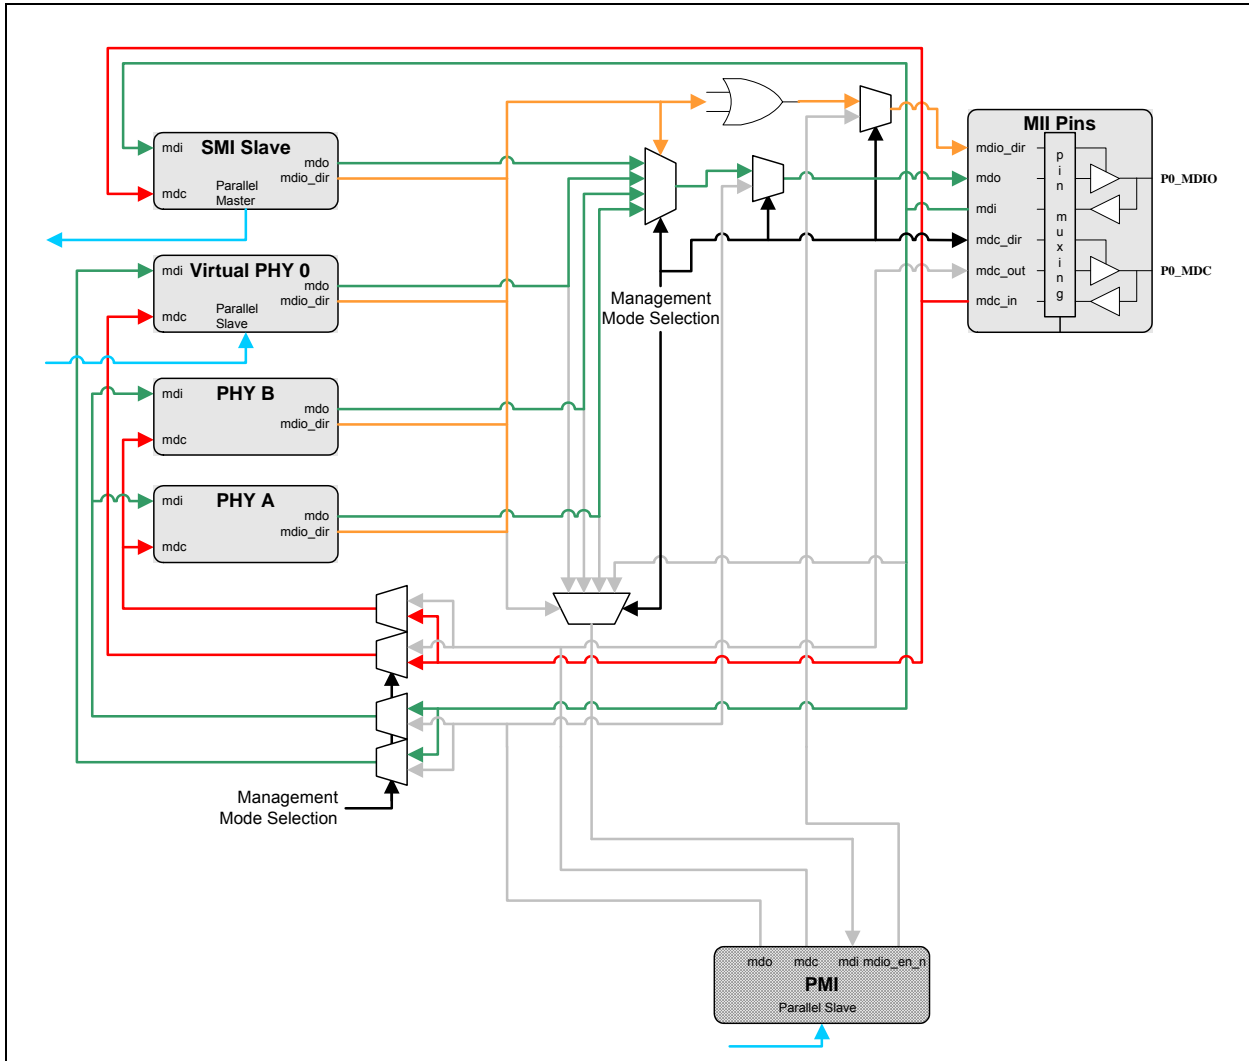 SMI Slave
mdi
mdo
mdio_dir
mdc
Parallel
Master
Virtual PHY 0
mdi
mdo
mdio_dir
mdc
Parallel
Slave
PHY B
mdi
mdo
mdio_dir
mdc
PHY A
mdi
mdo
mdio_dir
mdc
Management
Mode Selection
Management
Mode Selection
MII Pins
mdio_dir
mdo
mdi
mdc_dir
mdc_out
mdc_in
p
i
n
m
u
x
i
n
g
P0_MDIO
P0_MDC
mdo
mdc
mdi
mdio_en_n
PMI
Parallel Slave